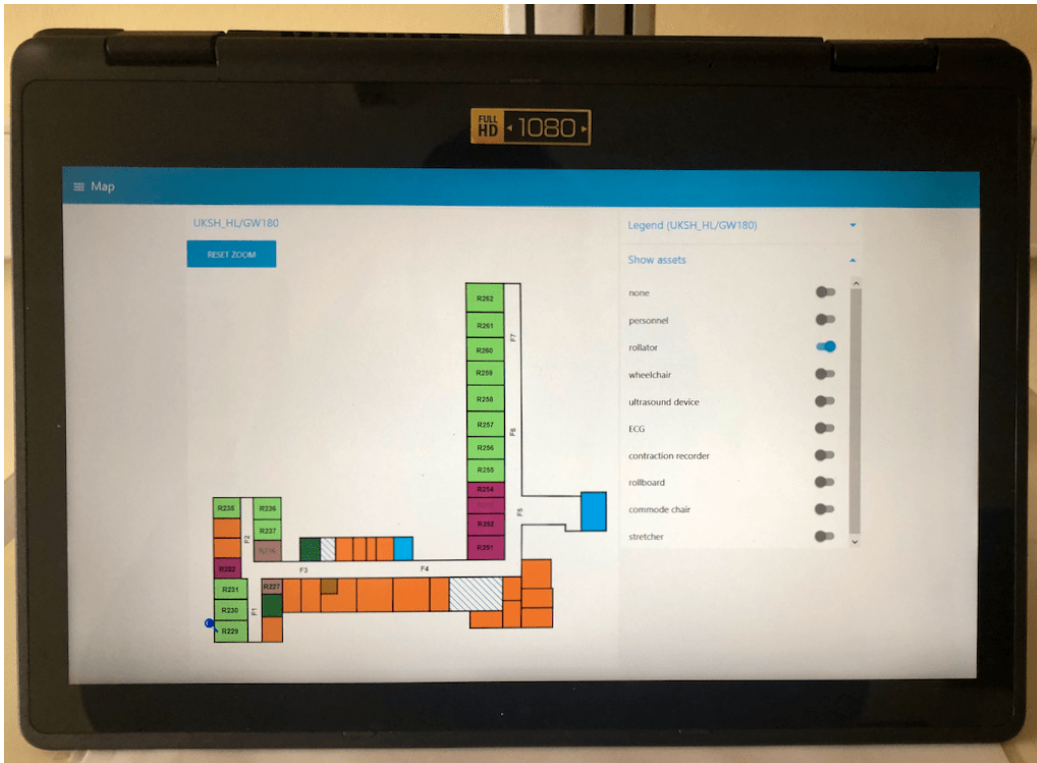 FULL
HD 1080
Map
UKSH_HL/GW180
RESET ZOOM
Legend (UKSH_HL/GW180)
Show assets
none
personnel
rollator
wheelchair
ultrasound device
ECG
contraction recorder
rollboard
commode chair
stretcher
R262
R261
F7
R260
R259
R258
R257
F6
R256
R255
R254
R252
F5
R251
R235
R236
F2
R237
R232
F3
F4
R231
R227
R230
F1
R229